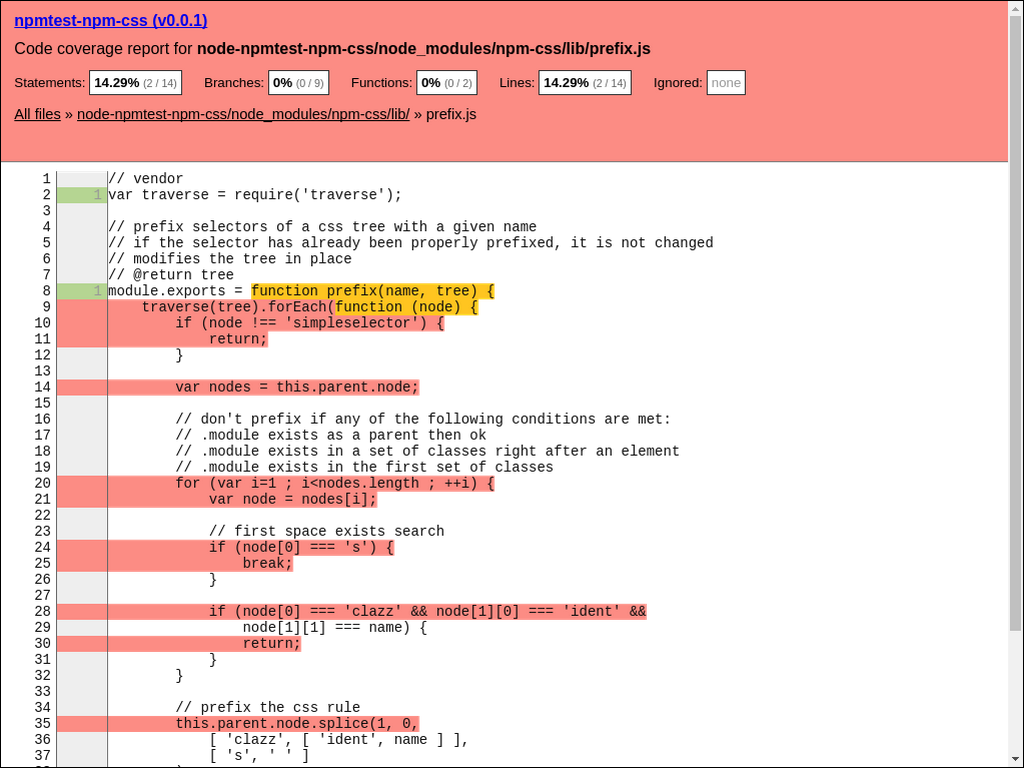 npmtest-npm-css (v0.0.1)
Code coverage report for node-npmtest-npm-css/node_modules/npm-css/lib/prefix.js
Statements: 14.29% (2 / 14) Branches: 0% (0 / 9) Functions: 0% (0 / 2) Lines: 14.29% (2 / 14) Ignored: none
All files » node-npmtest-npm-css/node_modules/npm-css/lib/ » prefix.js
1 // vendor
2 1 var traverse = require('traverse');
3
4 // prefix selectors of a css tree with a given name
5 // if the selector has already been properly prefixed, it is not changed
6 // modifies the tree in place
7 // @return tree
8 1 module.exports = function prefix(name, tree) {
9 traverse(tree).forEach(function (node) {
10 if (node !== 'simpleselector') {
11 return;
12 }
13
14 var nodes = this.parent.node;
15
16 // don't prefix if any of the following conditions are met:
17 // .module exists as a parent then ok
18 // .module exists in a set of classes right after an element
19 // .module exists in the first set of classes
20 for (var i=1 ; i<nodes.length ; ++i) {
21 var node = nodes[i];
22
23 // first space exists search
24 if (node[0] === 's') {
25 break;
26 }
27
28 if (node[0] === 'clazz' && node[1][0] === 'ident' &&
29 node[1][1] === name) {
30 return;
31 }
32 }
33
34 // prefix the css rule
35 this.parent.node.splice(1, 0,
36 [ 'clazz', [ 'ident', name ] ],
37 [ 's', ' ' ]